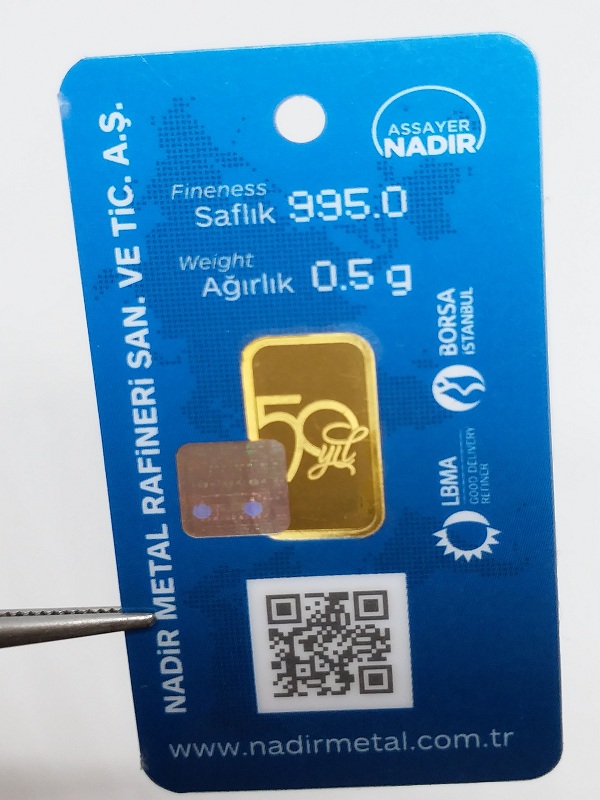 NADİR METAL RAFİNERİ SAN. VE TİC. A.Ş.
ASSAYER
NADIR
Fineness
Saflık 995.0
Weight
Ağırlık 0.5 g
BORSA
İSTANBUL
50
yıl
LBMA
GOOD DELIVERY
REFINER
www.nadirmetal.com.tr